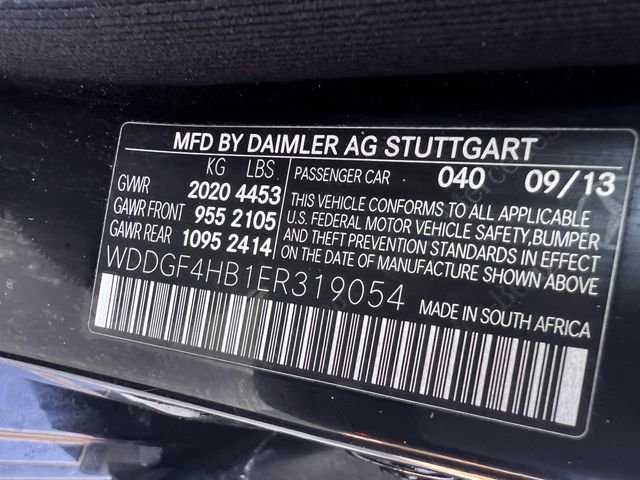 MFD BY DAIMLER AG STUTTGART
KG LBS.
GVWR 2020 4453
GAWR FRONT 955 2105
GAWR REAR 1095 2414
PASSENGER CAR 040 09/13
THIS VEHICLE CONFORMS TO ALL APPLICABLE
U.S. FEDERAL MOTOR VEHICLE SAFETY,BUMPER
AND THEFT PREVENTION STANDARDS IN EFFECT
ON THE DATE OF MANUFACTURE SHOWN ABOVE
WDDGF4HB1ER319054
MADE IN SOUTH AFRICA